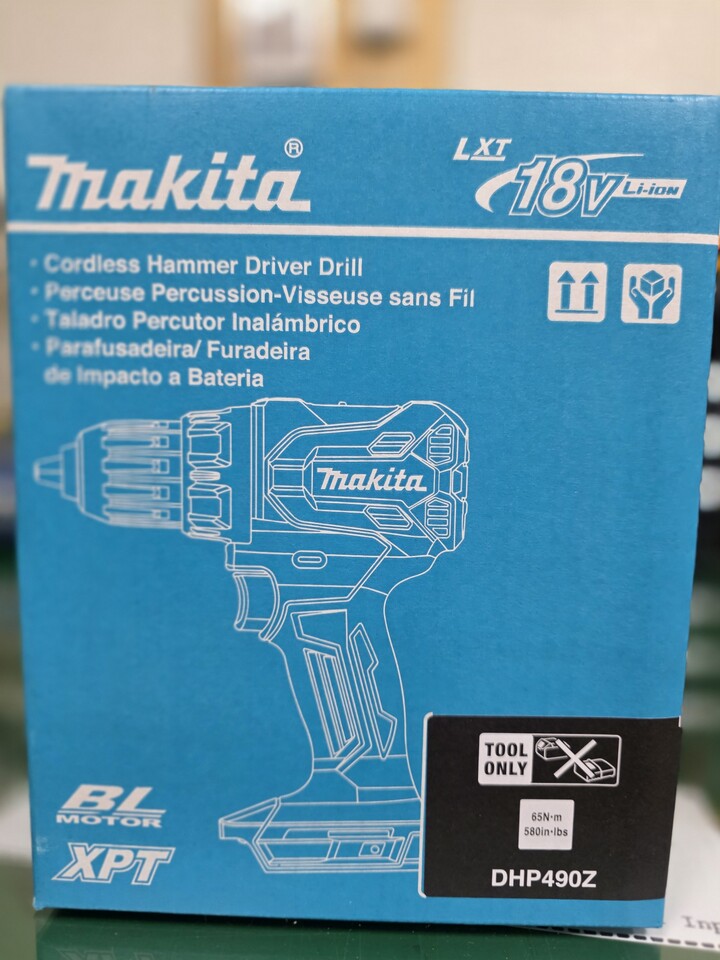 makita®
LXT
18V Li-ion
· Cordless Hammer Driver Drill
· Perceuse Percussion-Visseuse sans Fil
· Taladro Percutor Inalámbrico
· Parafusadeira/ Furadeira
de Impacto a Bateria
makita
TOOL
ONLY
65N·m
580in·lbs
DHP490Z
BL
MOTOR
XPT